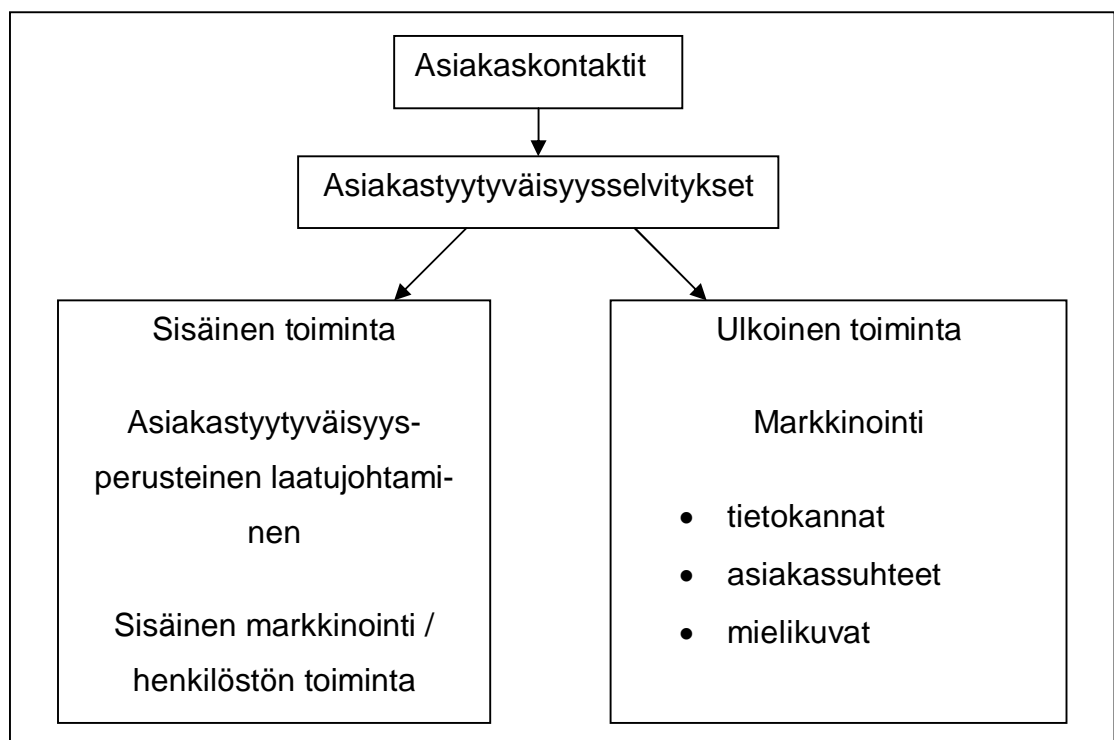 Asiakaskontaktit
Asiakastyytyväisyysselvitykset
Sisäinen toiminta
Asiakastyytyväisyys-
perusteinen laatujohtami-
nen
Sisäinen markkinointi /
henkilöstön toiminta
Ulkoinen toiminta
Markkinointi
• tietokannat
• asiakassuhteet
• mielikuvat